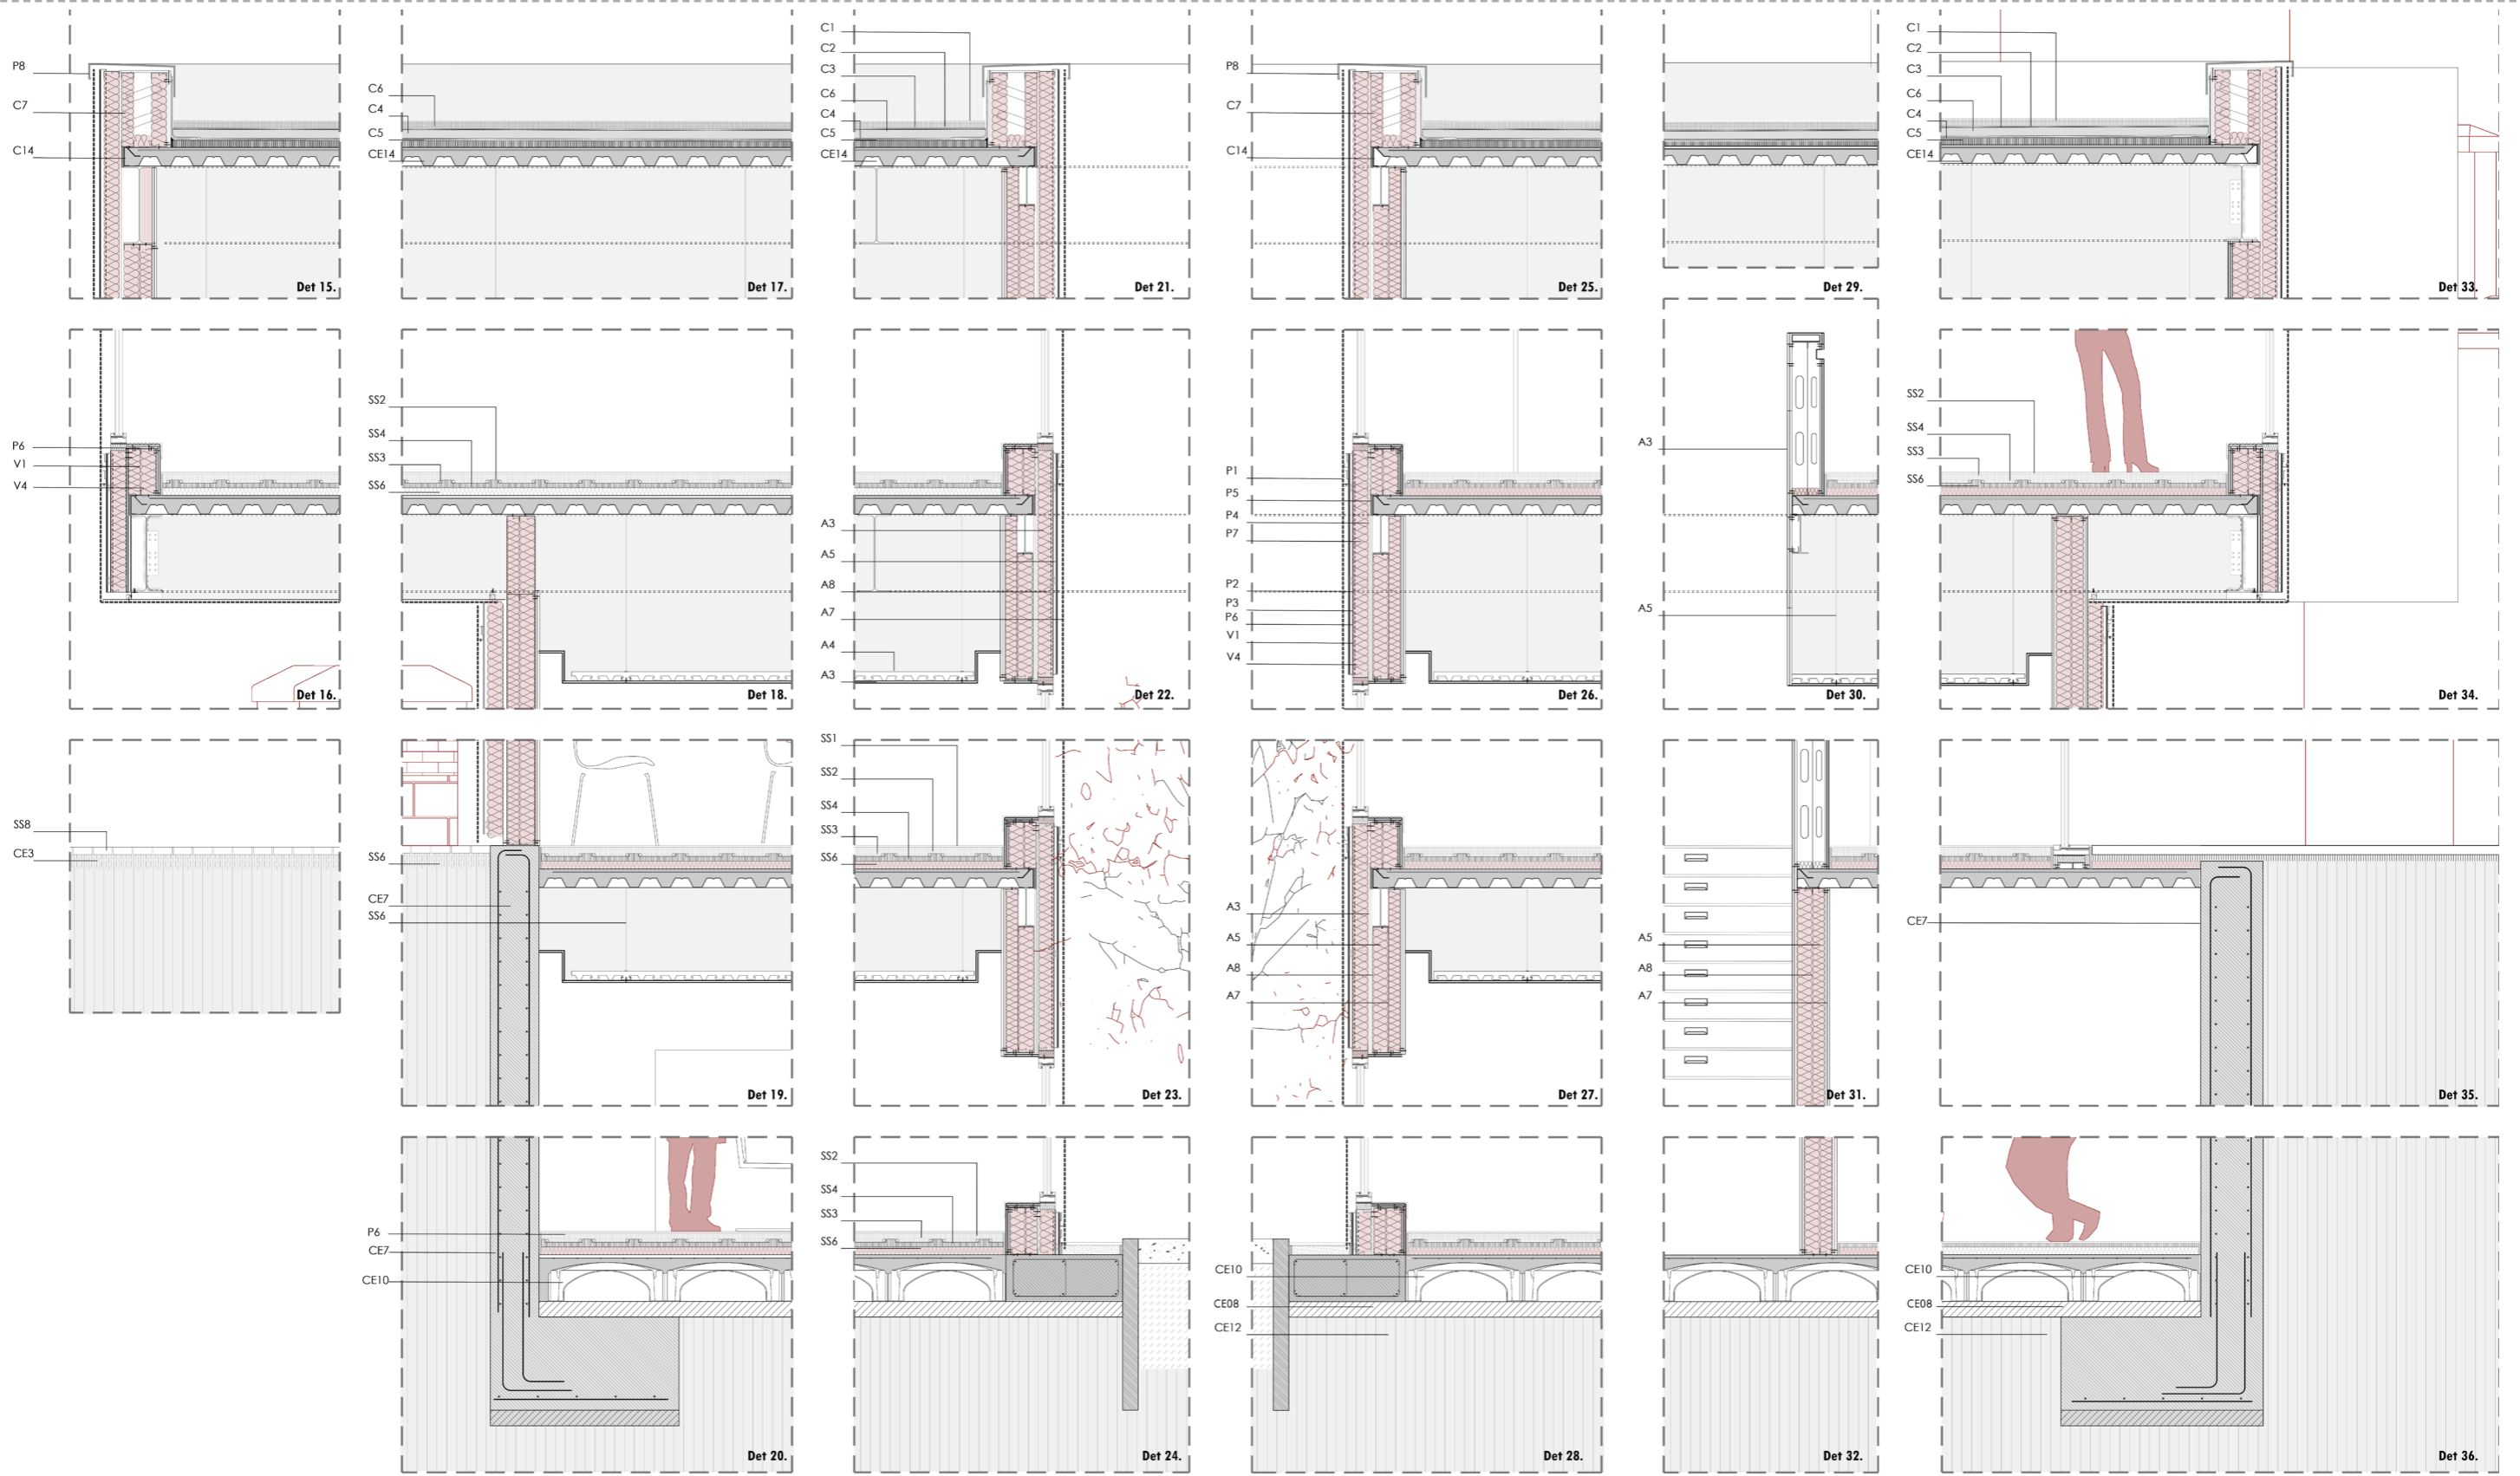 P8
C7
C14
Det 15.
C6
C4
C5
CE14
Det 17.
C1
C2
C3
C6
C4
C5
CE14
Det 21.
P8
C7
C14
Det 25.
Det 29.
C1
C2
C3
C6
C4
C5
CE14
Det 33.
P6
V1
V4
Det 16.
SS2
SS4
SS3
SS6
Det 18.
A3
A5
A8
A7
A4
A3
Det 22.
P1
P5
P4
P7
P2
P3
P6
V1
V4
Det 26.
A3
A5
Det 30.
SS2
SS4
SS3
SS6
Det 34.
SS8
CE3
SS6
CE7
SS6
Det 19.
SS1
SS2
SS4
SS3
SS6
Det 23.
A3
A5
A8
A7
Det 27.
A5
A8
A7
Det 31.
CE7
Det 35.
P6
CE7
CE10
Det 20.
SS2
SS4
SS3
SS6
Det 24.
CE10
CE08
CE12
Det 28.
Det 32.
CE10
CE08
CE12
Det 36.